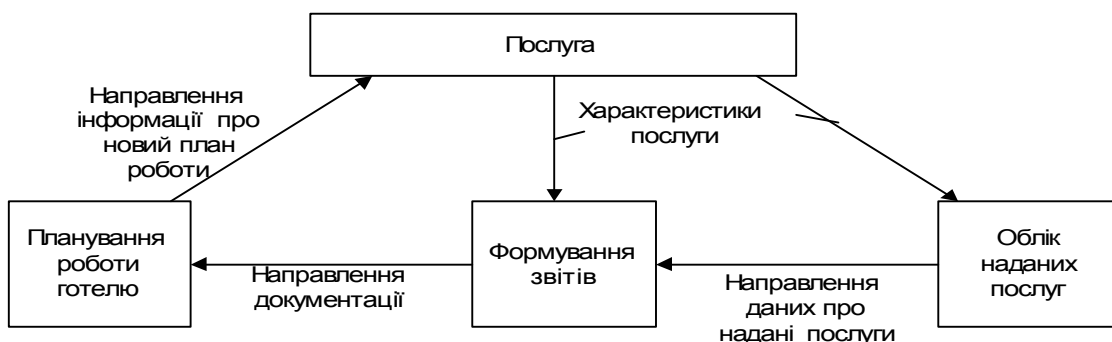 Послуга
Направлення
інформації про
новий план
роботи
Характеристики
послуги
Планування
роботи
готелю
Направлення
документації
Формування
звітів
Направлення
даних про
надані послуги
Облік
наданих
послуг